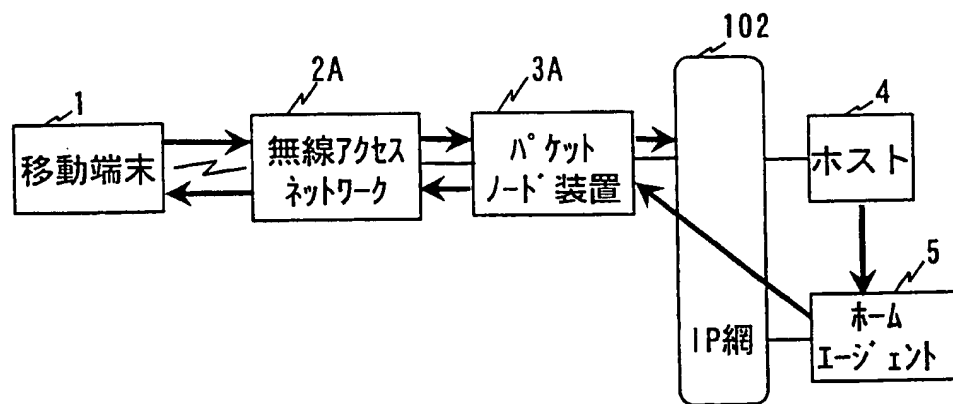 102
2A
3A
1
4
移動端末
無線アクセス
ネットワーク
パケット
ノード装置
ホスト
5
IP網
ホーム
エージェント